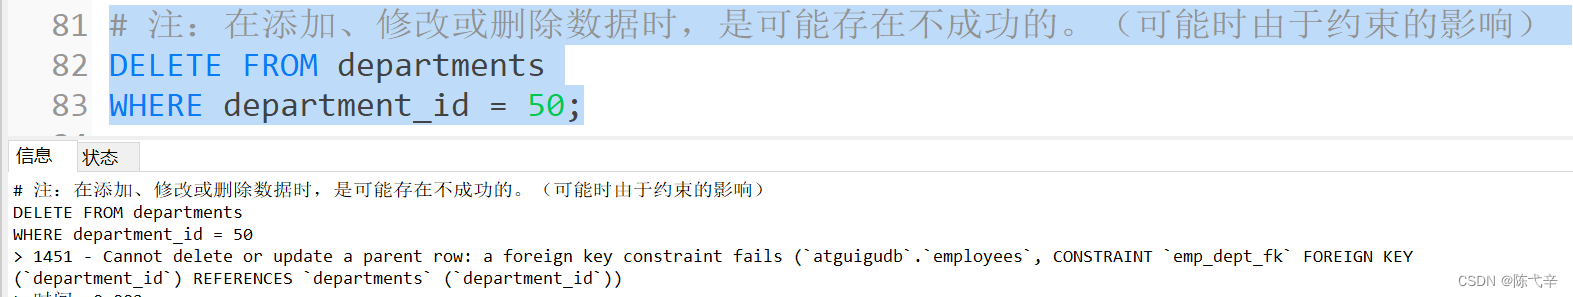 81 # 注：在添加、修改或删除数据时，是可能存在不成功的。（可能时由于约束的影响）
82 DELETE FROM departments
83 WHERE department_id = 50;
信息 状态
# 注：在添加、修改或删除数据时，是可能存在不成功的。（可能时由于约束的影响）
DELETE FROM departments
WHERE department_id = 50
> 1451 - Cannot delete or update a parent row: a foreign key constraint fails (`atguigudb`.`employees`, CONSTRAINT `emp_dept_fk` FOREIGN KEY
(`department_id`) REFERENCES `departments` (`department_id`))
CSDN @陈弋辛